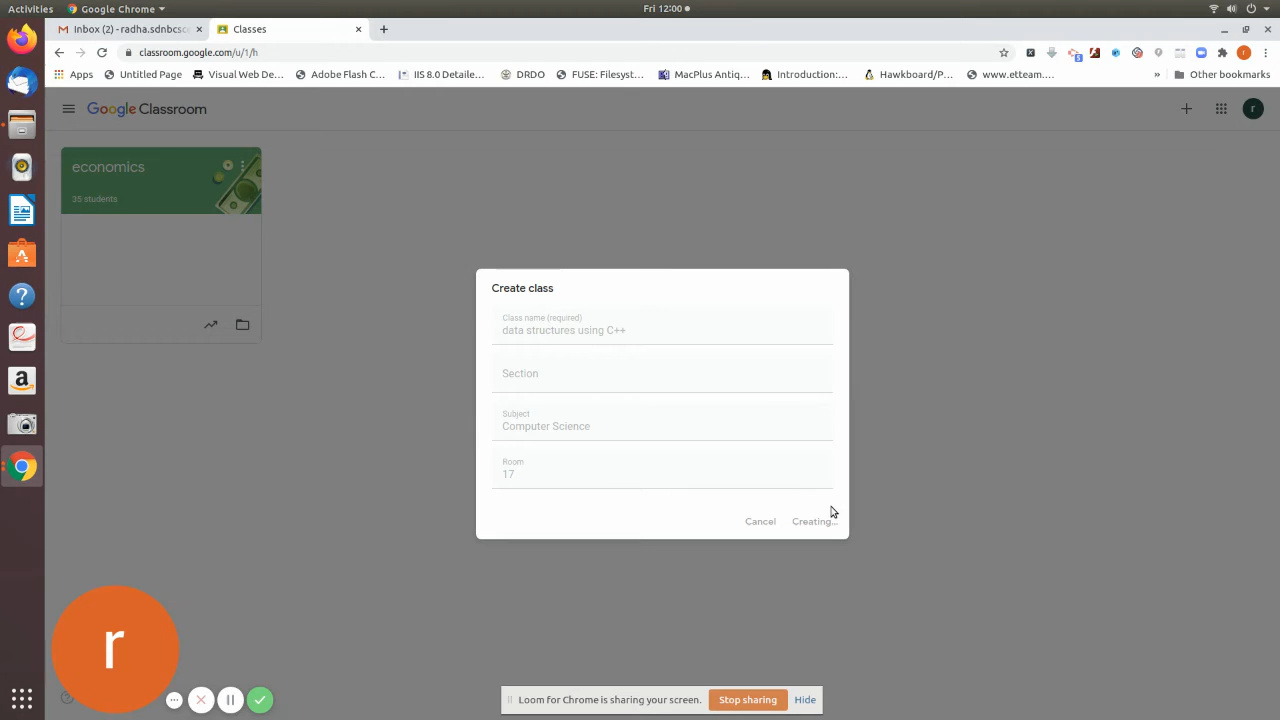 Activities
Google Chrome
Fri 12:00
Inbox (2) - radha.sdnbcsc
Classes
classroom.google.com/u/1/h
5
Apps
Untitled Page
Visual Web De...
Adobe Flash C...
IIS 8.0 Detaile...
DRDO
FUSE: Filesyst...
MacPlus Antiq...
Introduction:...
Hawkboard/P...
www.etteam....
»
Other bookmarks
Google Classroom
r
economics
35 students
Create class
Class name (required)
data structures using C++
Section
Subject
Computer Science
Room
17
Cancel
Creating...
r
Loom for Chrome is sharing your screen.
Stop sharing
Hide